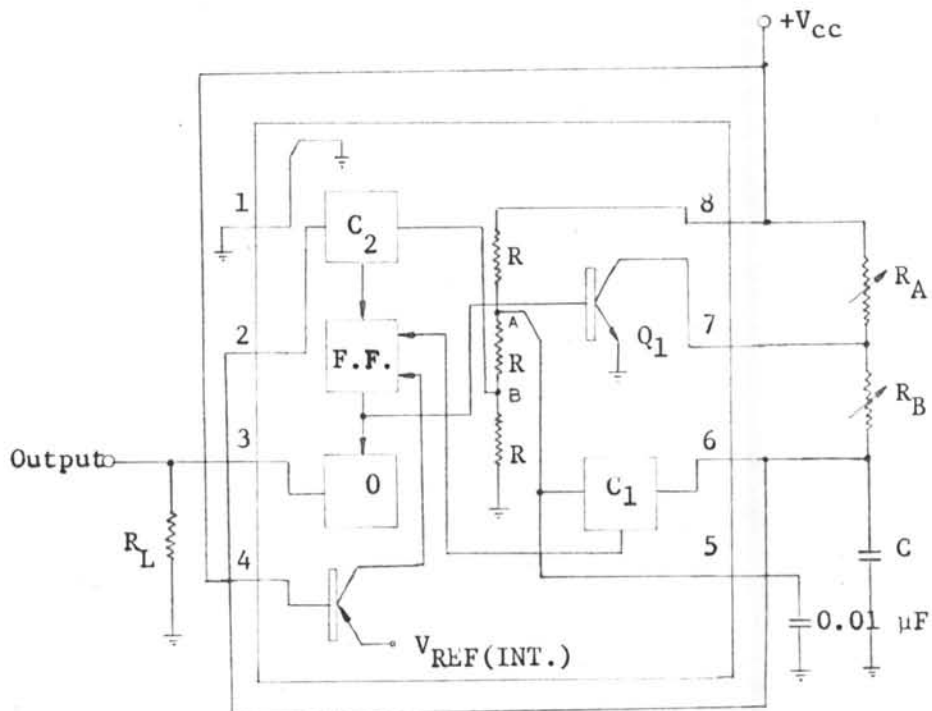 +Vcc
1
C2
R
8
RA
A
2
F.F.
R
Q1
7
B
RB
3
Output
O
R
C1
6
RL
4
5
C
0.01 μF
VREF(INT.)